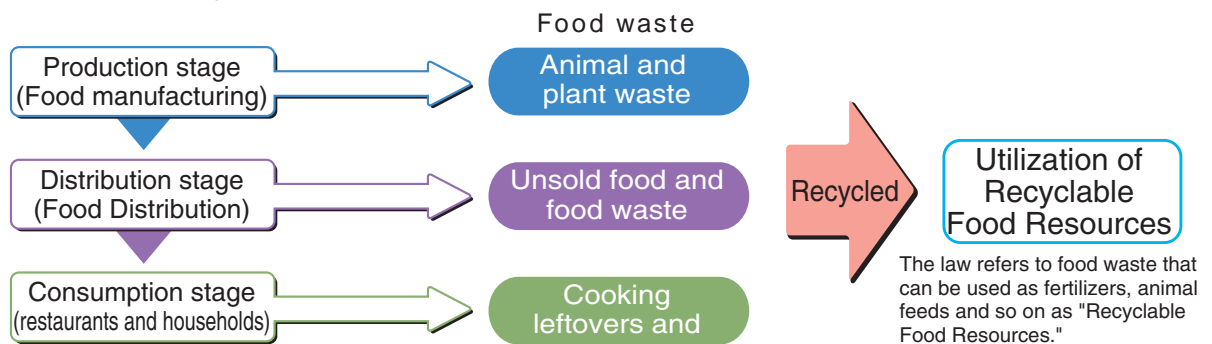 Food waste
Production stage
(Food manufacturing)
Animal and
plant waste
Distribution stage
(Food Distribution)
Unsold food and
food waste
Consumption stage
(restaurants and households)
Cooking
leftovers and
Recycled
Utilization of
Recyclable
Food Resources
The law refers to food waste that
can be used as fertilizers, animal
feeds and so on as "Recyclable
Food Resources."